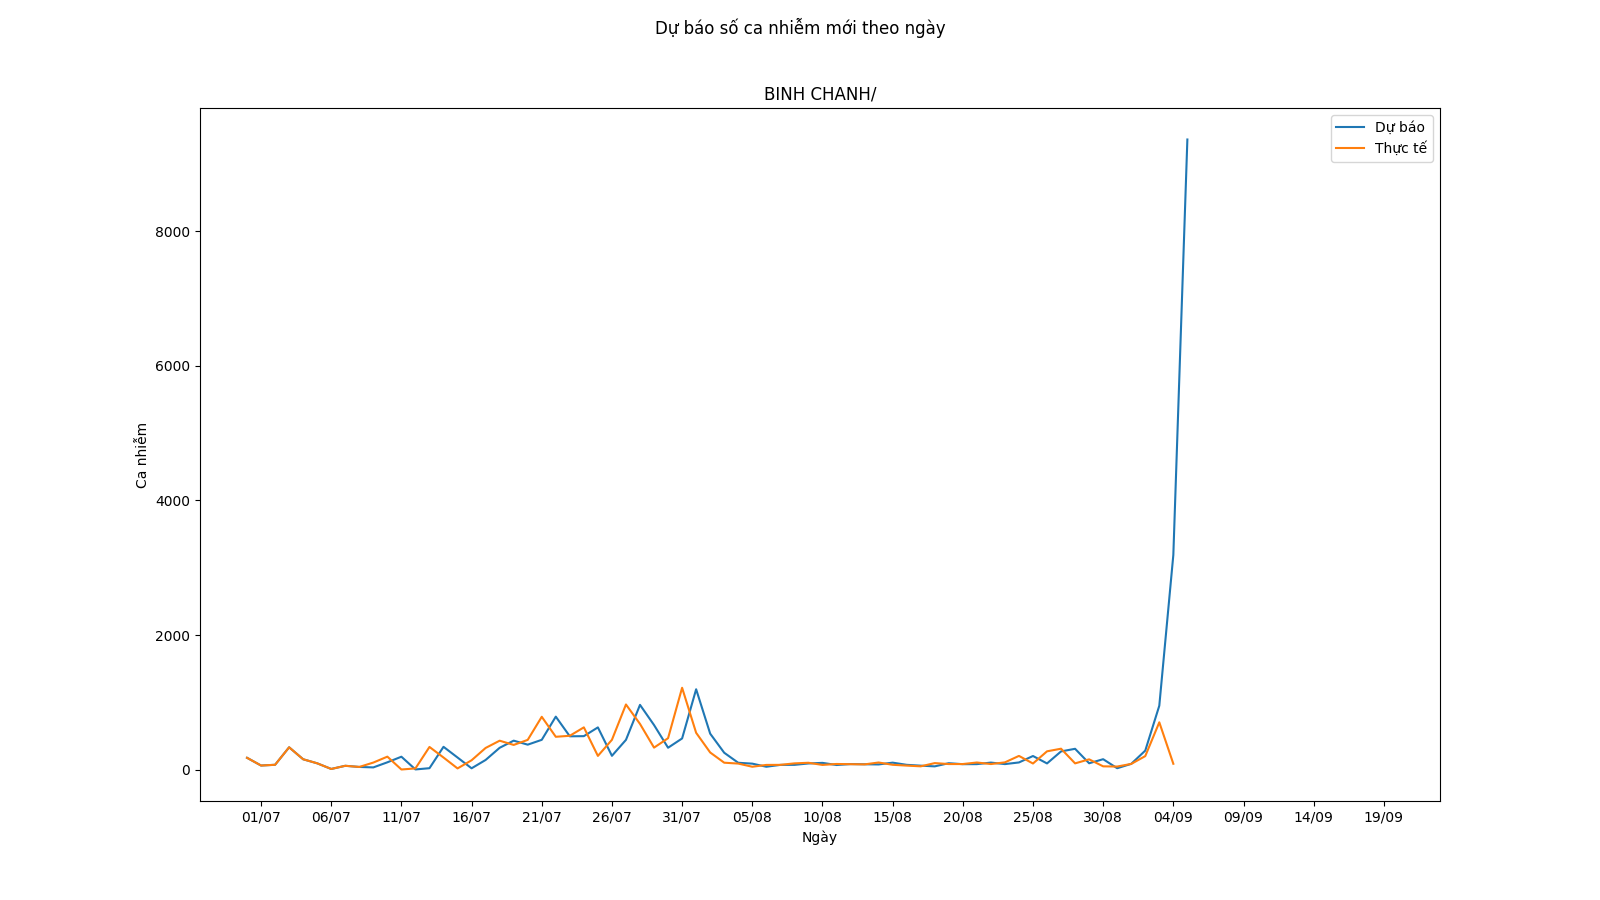 Dự báo số ca nhiễm mới theo ngày
BINH CHANH/
Dự báo
Thực tế
8000
6000
4000
2000
0
Ca nhiễm
01/07 06/07 11/07 16/07 21/07 26/07 31/07 05/08 10/08 15/08 20/08 25/08 30/08 04/09 09/09 14/09 19/09
Ngày